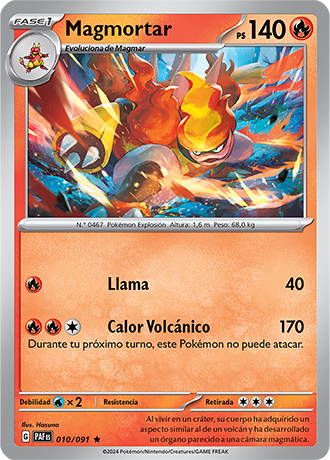 FASE 1
Magmortar
PS 140
Evoluciona de Magmar
N.º 0467 Pokémon Explosión Altura: 1,6 m Peso: 68,0 kg
Llama 40
Calor Volcánico 170
Durante tu próximo turno, este Pokémon no puede atacar.
Debilidad ×2 Resistencia Retirada
Ilus. Hasuno
G PAF ES 010/091 ★
Al vivir en un cráter, su cuerpo ha adquirido un
aspecto similar al de un volcán y ha desarrollado
un órgano parecido a una cámara magmática.
©2024 Pokémon/Nintendo/Creatures/GAME FREAK